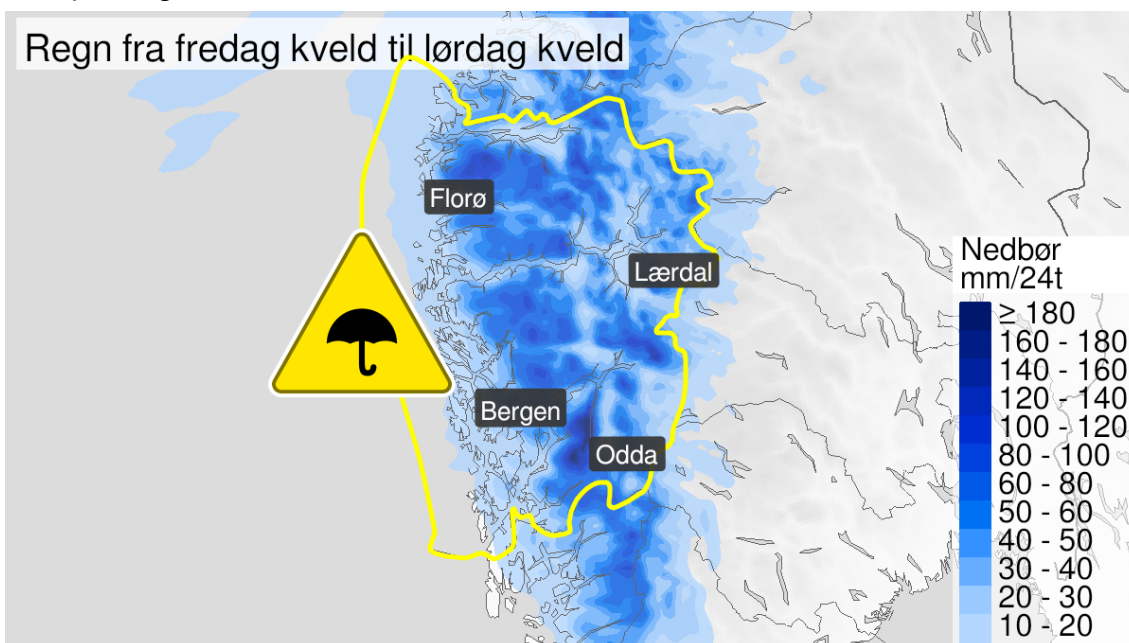 Regn fra fredag kveld til lørdag kveld
Florø
Lærdal
Bergen
Odda
Nedbør
mm/24t
≥ 180
160 - 180
140 - 160
120 - 140
100 - 120
80 - 100
60 - 80
50 - 60
40 - 50
30 - 40
20 - 30
10 - 20